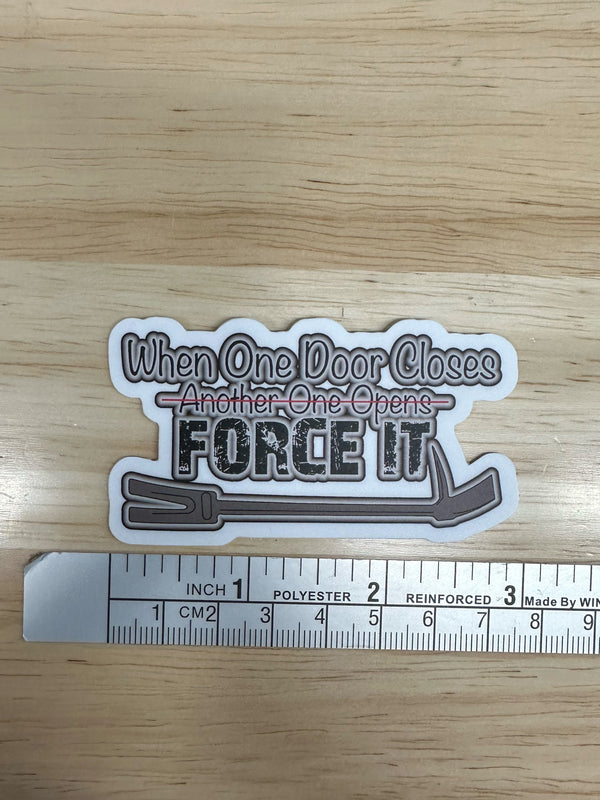 When One Door Closes
Another One Opens
FORCE IT
INCH 1 POLYESTER 2 REINFORCED 3 Made By WIN
1 CM2 3 4 5 6 7 8 9